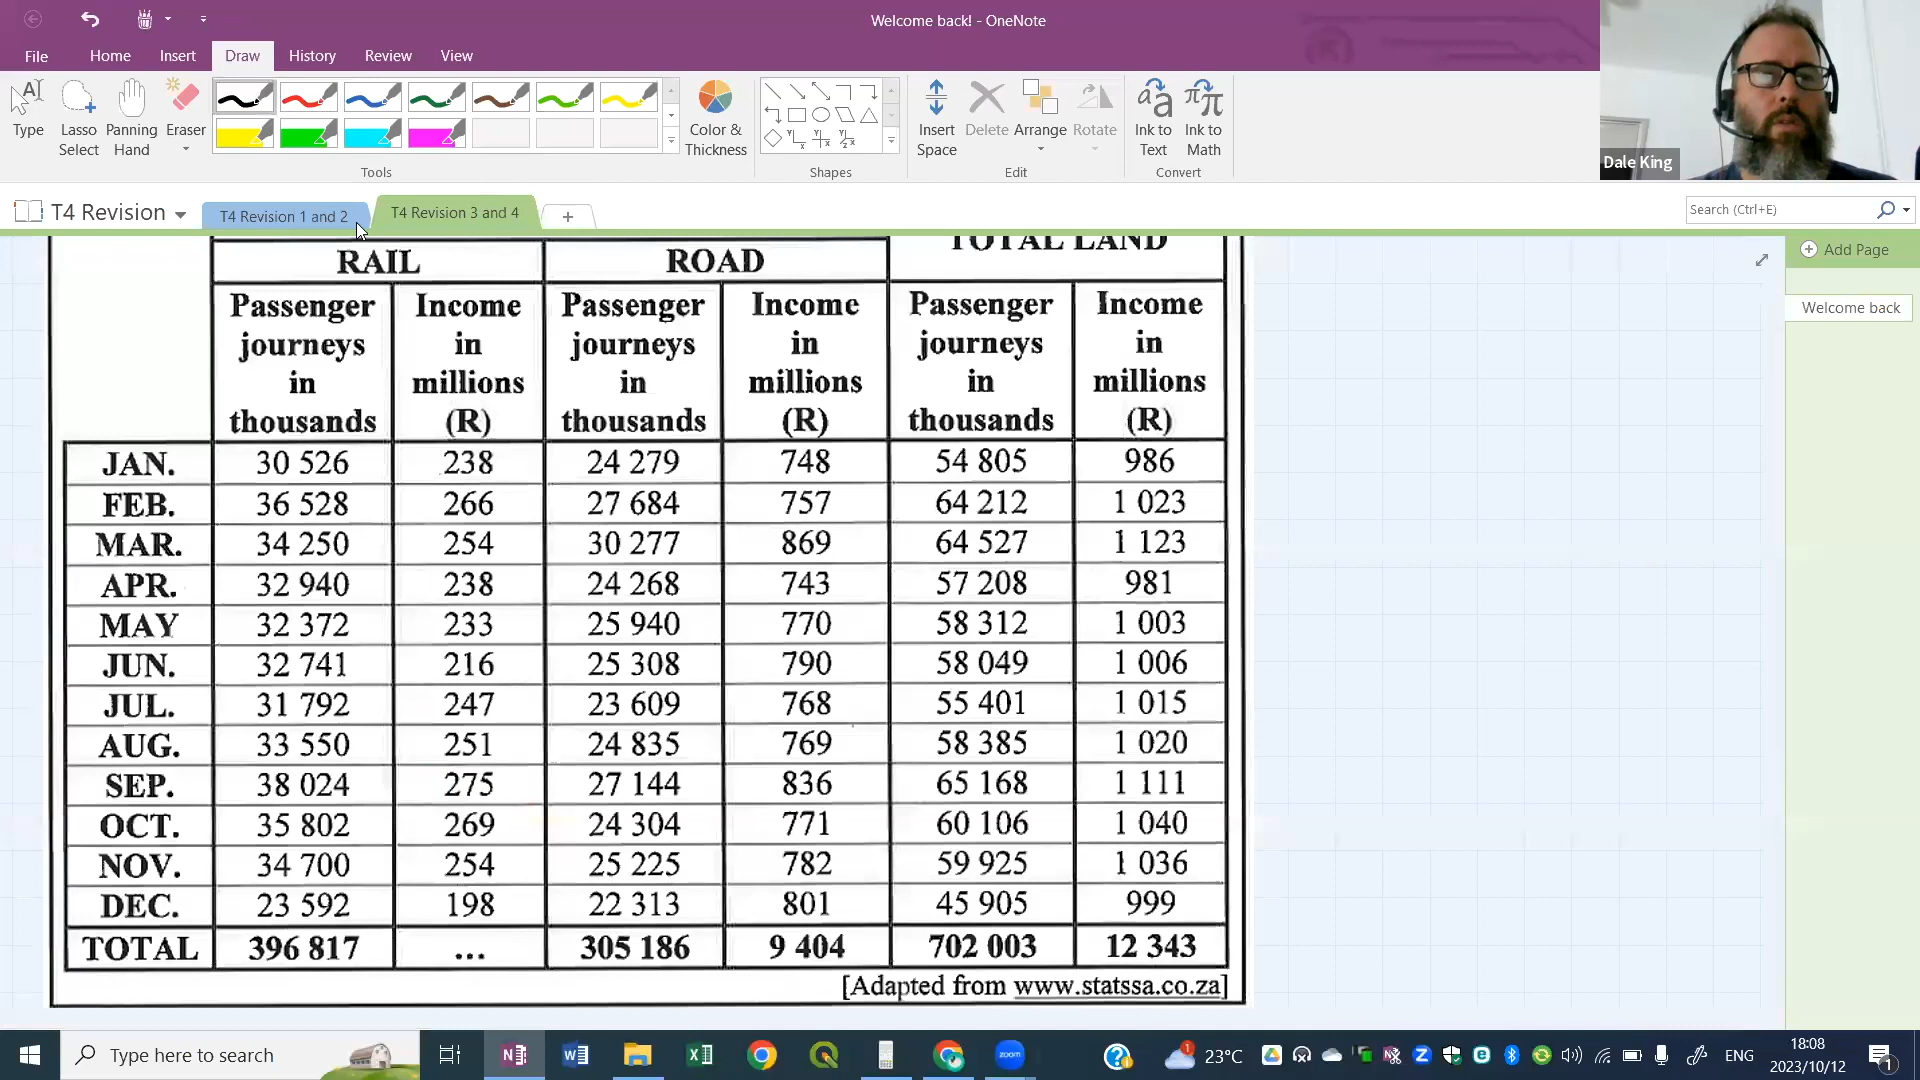 Welcome back! - OneNote
File Home Insert Draw History Review View
Type
Lasso Select
Panning Hand
Eraser
Color & Thickness
Insert Space
Delete
Arrange
Rotate
Ink to Text
Ink to Math
Tools
Shapes
Edit
Convert
Dale King
T4 Revision
T4 Revision 1 and 2
T4 Revision 3 and 4
Search (Ctrl+E)
Add Page
Welcome back
TOTAL LAND
RAIL ROAD
Passenger Income Passenger Income Passenger Income
journeys in journeys in journeys in
in millions in millions in millions
thousands (R) thousands (R) thousands (R)
JAN. 30 526 238 24 279 748 54 805 986
FEB. 36 528 266 27 684 757 64 212 1 023
MAR. 34 250 254 30 277 869 64 527 1 123
APR. 32 940 238 24 268 743 57 208 981
MAY 32 372 233 25 940 770 58 312 1 003
JUN. 32 741 216 25 308 790 58 049 1 006
JUL. 31 792 247 23 609 768 55 401 1 015
AUG. 33 550 251 24 835 769 58 385 1 020
SEP. 38 024 275 27 144 836 65 168 1 111
OCT. 35 802 269 24 304 771 60 106 1 040
NOV. 34 700 254 25 225 782 59 925 1 036
DEC. 23 592 198 22 313 801 45 905 999
TOTAL 396 817 ... 305 186 9 404 702 003 12 343
[Adapted from www.statssa.co.za]
Type here to search
zoom
1
23°C
ENG
18:08
2023/10/12
1